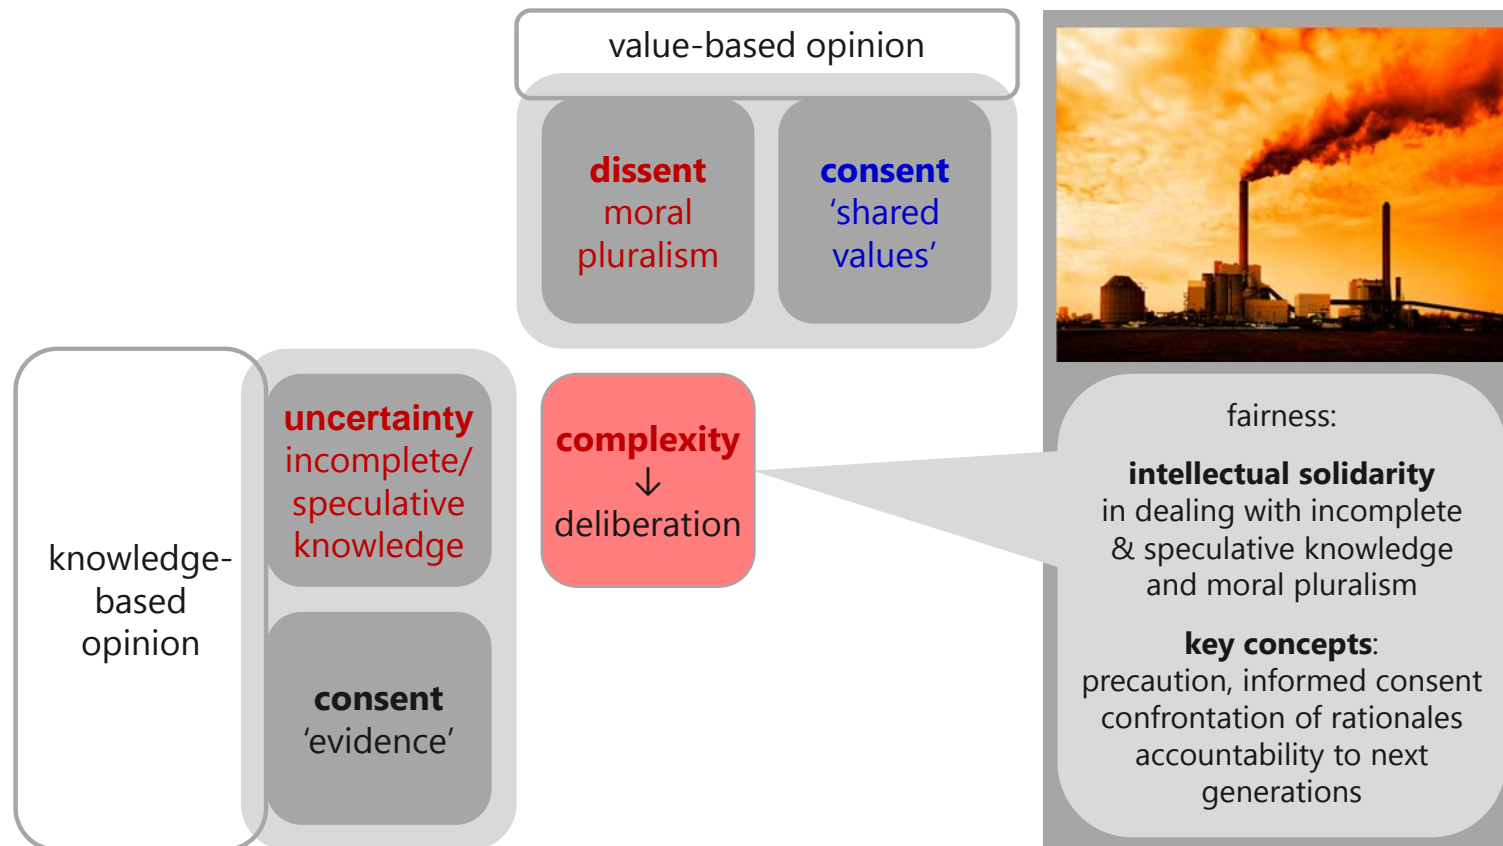 value-based opinion
dissent
moral
pluralism
consent
‘shared
values’
knowledge-
based
opinion
uncertainty
incomplete/
speculative
knowledge
consent
‘evidence’
complexity
↓
deliberation
fairness:
intellectual solidarity
in dealing with incomplete
& speculative knowledge
and moral pluralism
key concepts:
precaution, informed consent
confrontation of rationales
accountability to next
generations